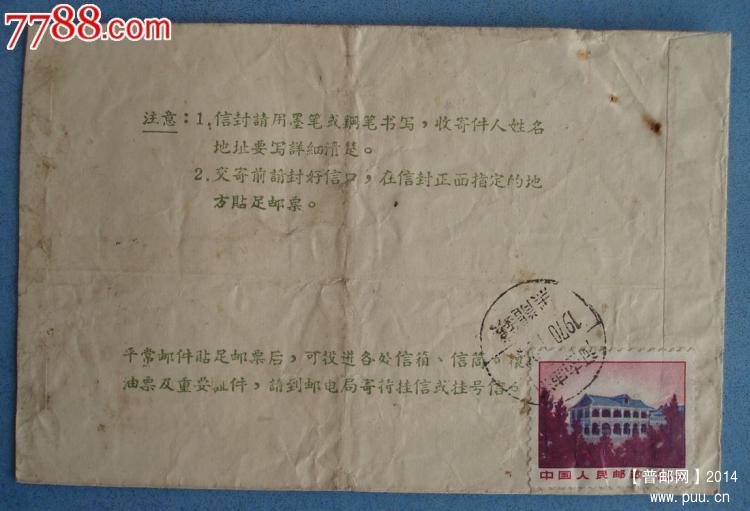 7788.com
注意：1. 信封請用墨笔或鋼笔书写，收寄件人姓名
地址要写詳細清楚。
2. 交寄前請封好信口，在信封正面指定的地
方貼足邮票。
1970
平常邮件貼足邮票后，可投进各处信箱、信筒
油票及重要証件，請到邮电局寄待挂信或挂号信
中国人民邮政
【普邮网】2014
www.puu.cn